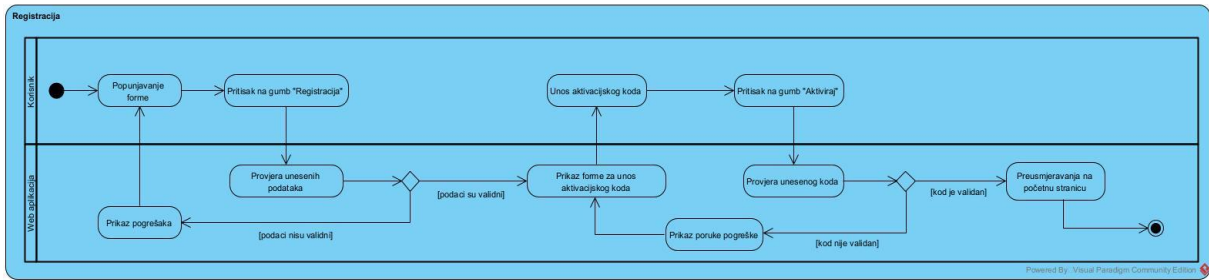 Registracija
Korisnik
Popunjavanje
forme
Pritisak na gumb "Registracija"
Unos aktivacijskog koda
Pritisak na gumb "Aktiviraj"
Web aplikacija
Provjera unesenih
podataka
[podaci su validni]
Prikaz forme za unos
aktivacijskog koda
Provjera unesenog koda
[kod je validan]
Preusmjeravanja na
početnu stranicu
Prikaz pogrešaka
[podaci nisu validni]
Prikaz poruke pogreške
[kod nije validan]
Powered By Visual Paradigm Community Edition